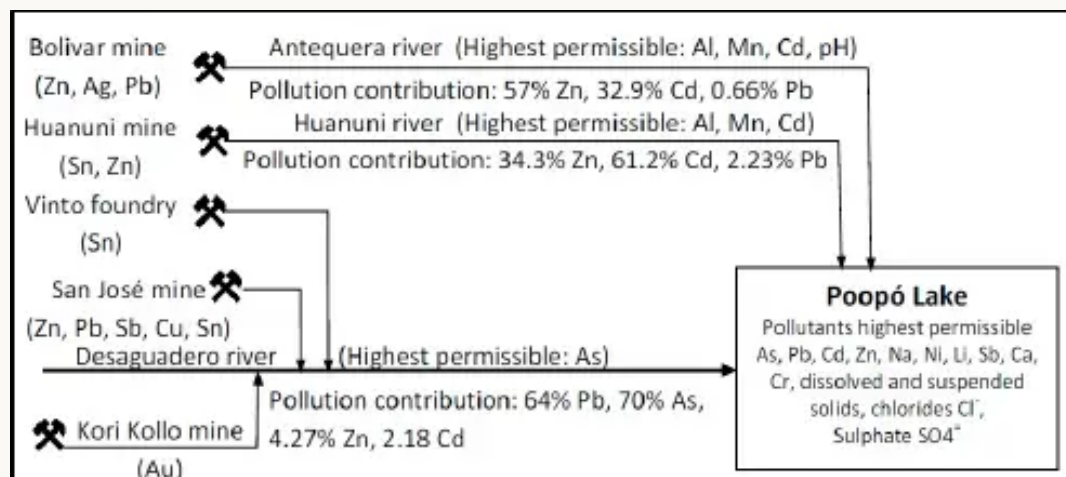 Bolivar mine
(Zn, Ag, Pb)
Antequera river (Highest permissible: Al, Mn, Cd, pH)
Pollution contribution: 57% Zn, 32.9% Cd, 0.66% Pb
Huanuni mine
(Sn, Zn)
Huanuni river (Highest permissible: Al, Mn, Cd)
Pollution contribution: 34.3% Zn, 61.2% Cd, 2.23% Pb
Vinto foundry
(Sn)
San José mine
(Zn, Pb, Sb, Cu, Sn)
Desaguadero river (Highest permissible: As)
Pollution contribution: 64% Pb, 70% As,
4.27% Zn, 2.18 Cd
Kori Kollo mine
(Au)
Poopó Lake
Pollutants highest permissible
As, Pb, Cd, Zn, Na, Ni, Li, Sb, Ca,
Cr, dissolved and suspended
solids, chlorides Cl⁻,
Sulphate SO4⁼